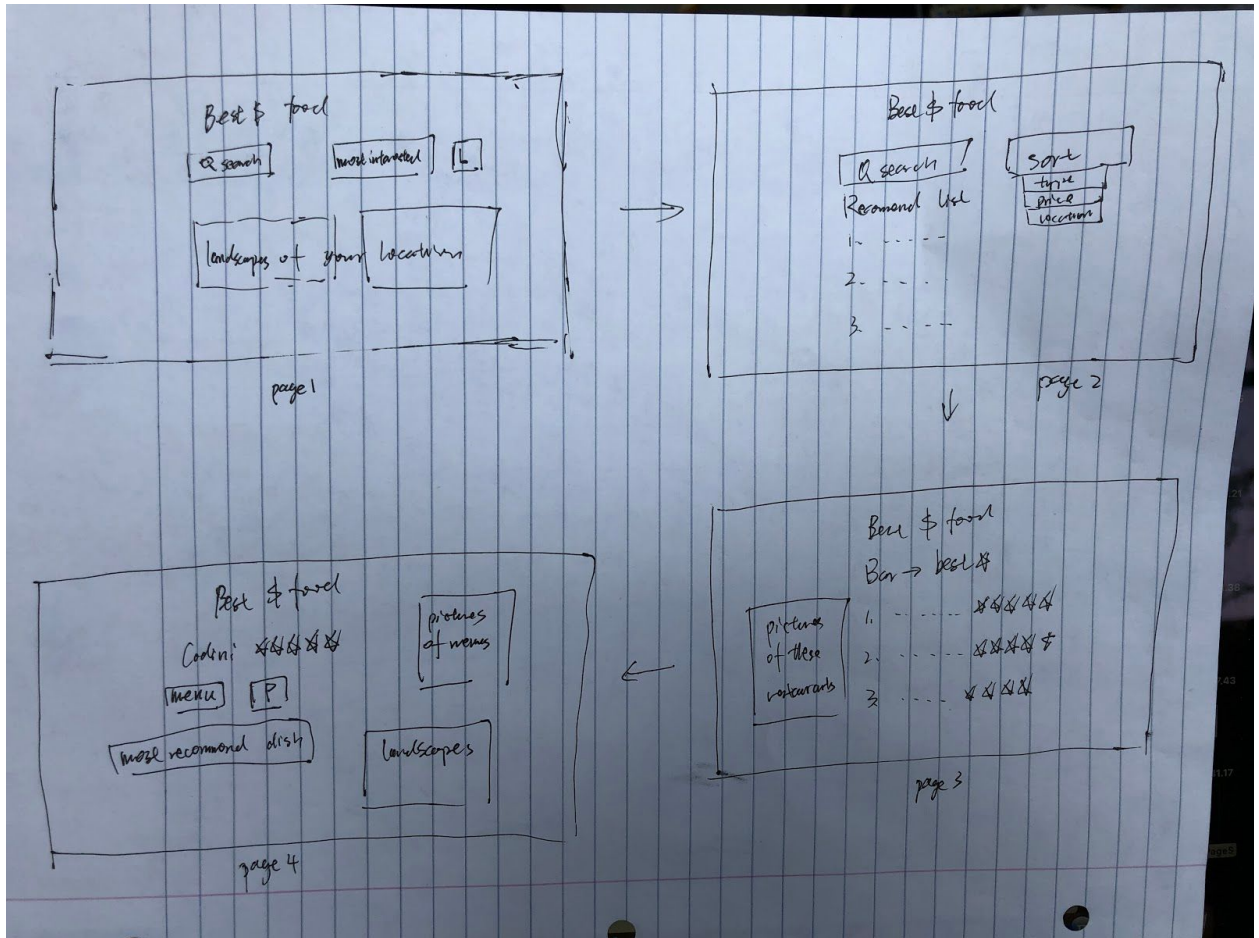 Best $ food
Q search
most interested
L
landscapes of your location
page 1
Best $ food
Q search
Sort
type
price
location
Recomend list
1. - - - - -
2. - - - - -
3. - - - - -
page 2
Best $ food
Bar → best ☆
pictures
of these
restaurants
1. ...... ☆☆☆☆☆
2. ...... ☆☆☆☆☆
3. ...... ☆☆☆☆
page 3
Best $ food
☆☆☆☆☆
menu
P
most recommend dish
pictures
of menus
landscapes
page 4